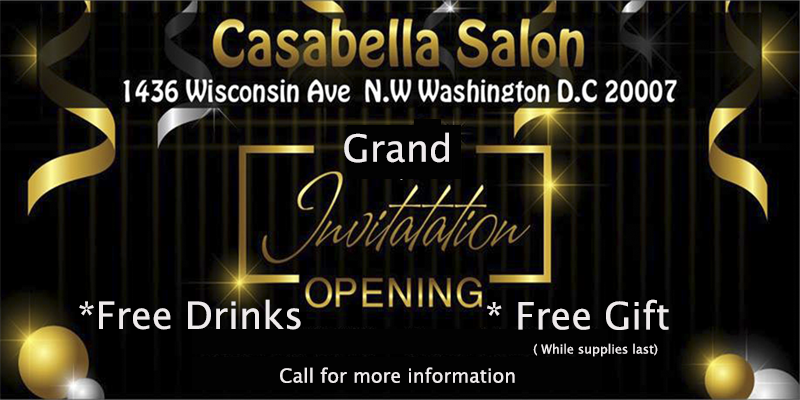 Casabella Salon
1436 Wisconsin Ave N.W Washington D.C 20007
Grand
Invitatation
OPENING
*Free Drinks
* Free Gift
( While supplies last)
Call for more information